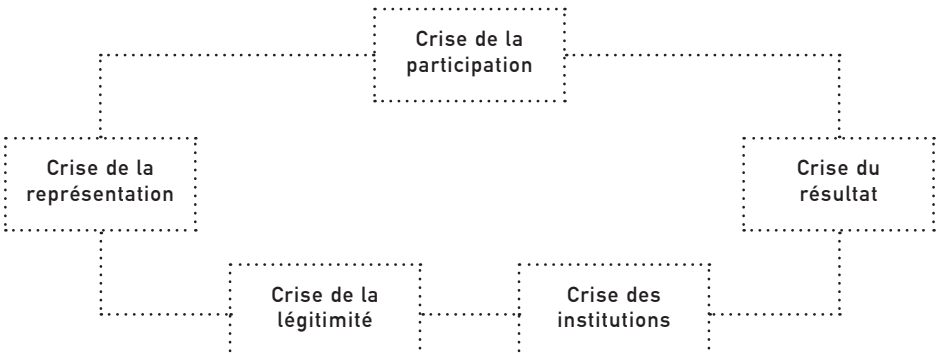 Crise de la
participation
Crise de la
représentation
Crise du
résultat
Crise de la
légitimité
Crise des
institutions